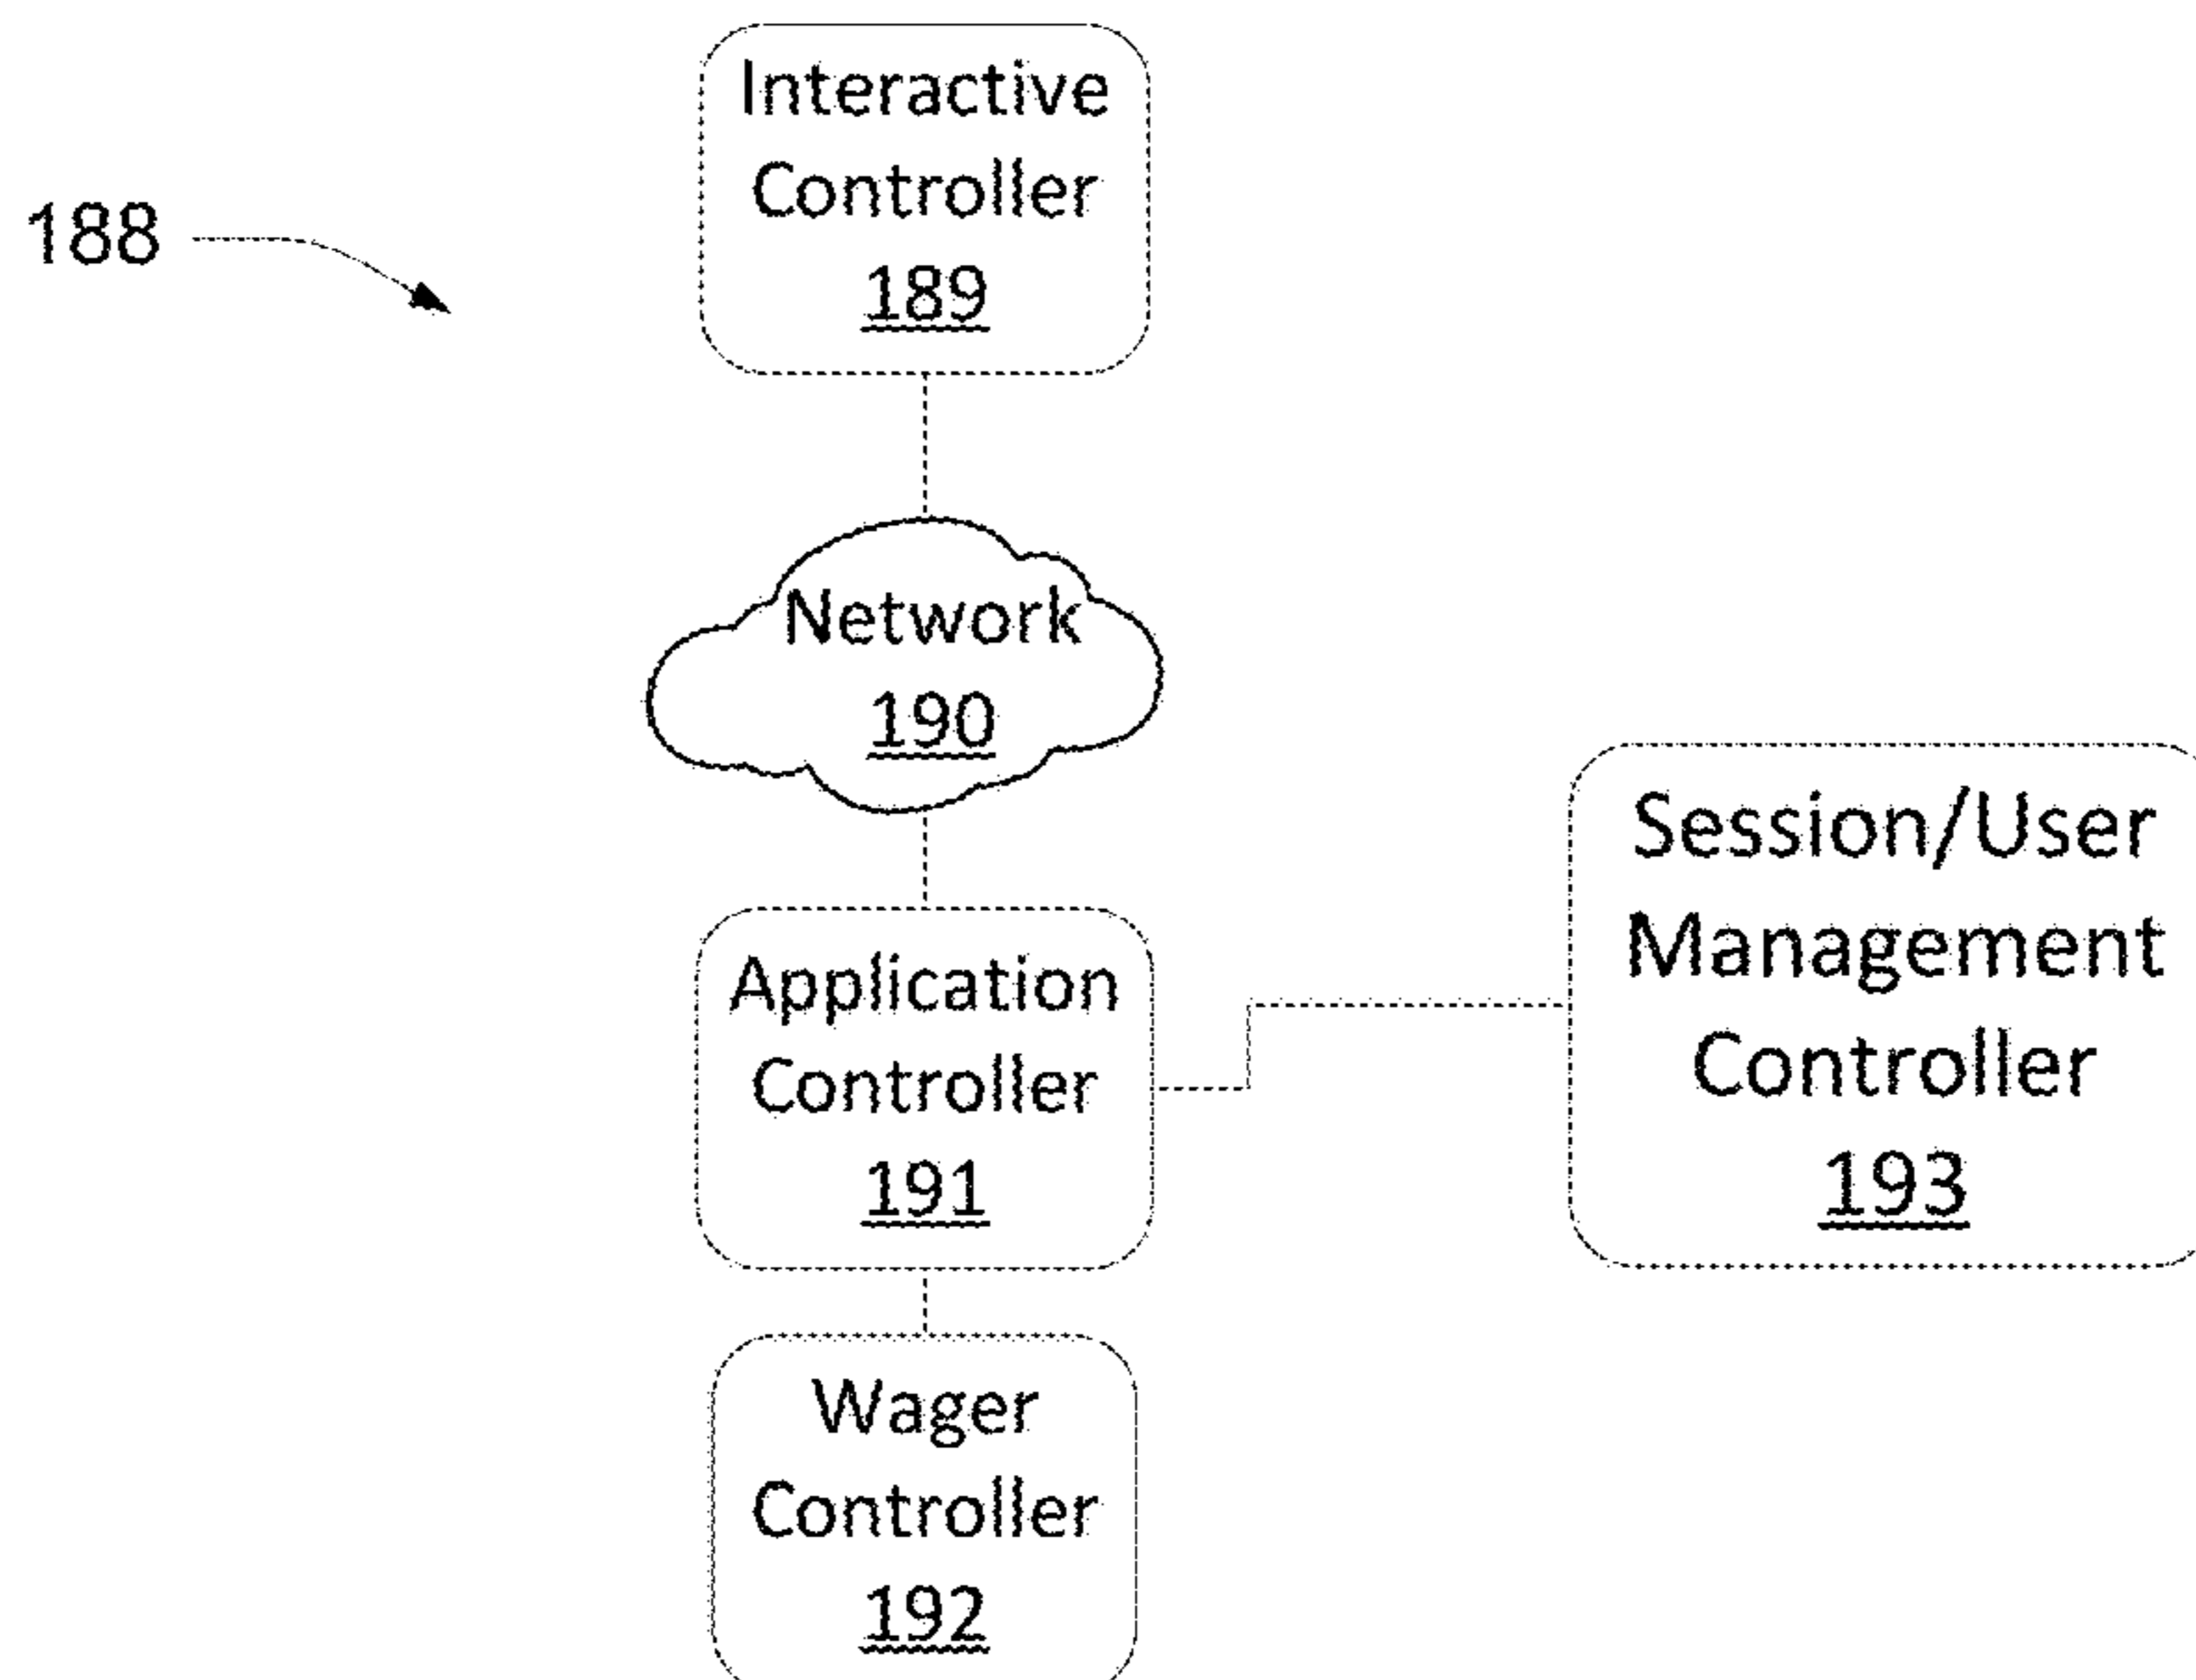 Interactive
Controller
189
188
Network
190
Application
Controller
191
Session/User
Management
Controller
193
Wager
Controller
192